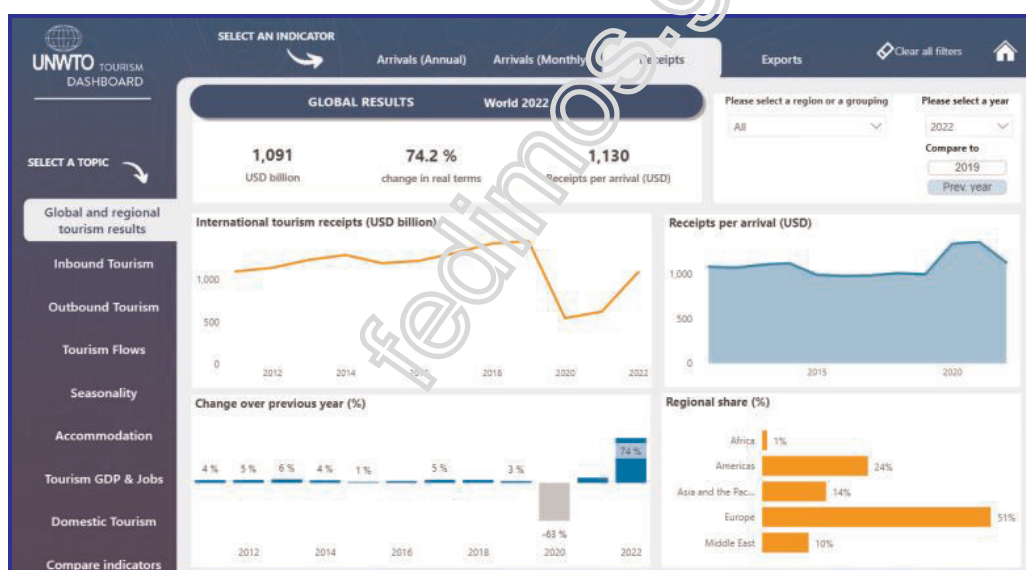 UNWTO TOURISM
DASHBOARD
SELECT AN INDICATOR
Arrivals (Annual)
Arrivals (Monthly
Receipts
Exports
Clear all filters
SELECT A TOPIC
Global and regional
tourism results
Inbound Tourism
Outbound Tourism
Tourism Flows
Seasonality
Accommodation
Tourism GDP & Jobs
Domestic Tourism
Compare indicators
GLOBAL RESULTS World 2022
1,091
USD billion
74.2 %
change in real terms
1,130
Receipts per arrival (USD)
Please select a region or a grouping
All
Please select a year
2022
Compare to
2019
Prev. year
International tourism receipts (USD billion)
1,000
500
0
2012 2014 2016 2018 2020 2022
Receipts per arrival (USD)
1,000
500
0
2015 2020
Change over previous year (%)
4 % 5 % 6 % 4 % 1 % 5 % 3 % -63 % 74 %
2012 2014 2016 2018 2020 2022
Regional share (%)
Africa 1%
Americas 24%
Asia and the Pac... 14%
Europe 51%
Middle East 10%
fedimos.g